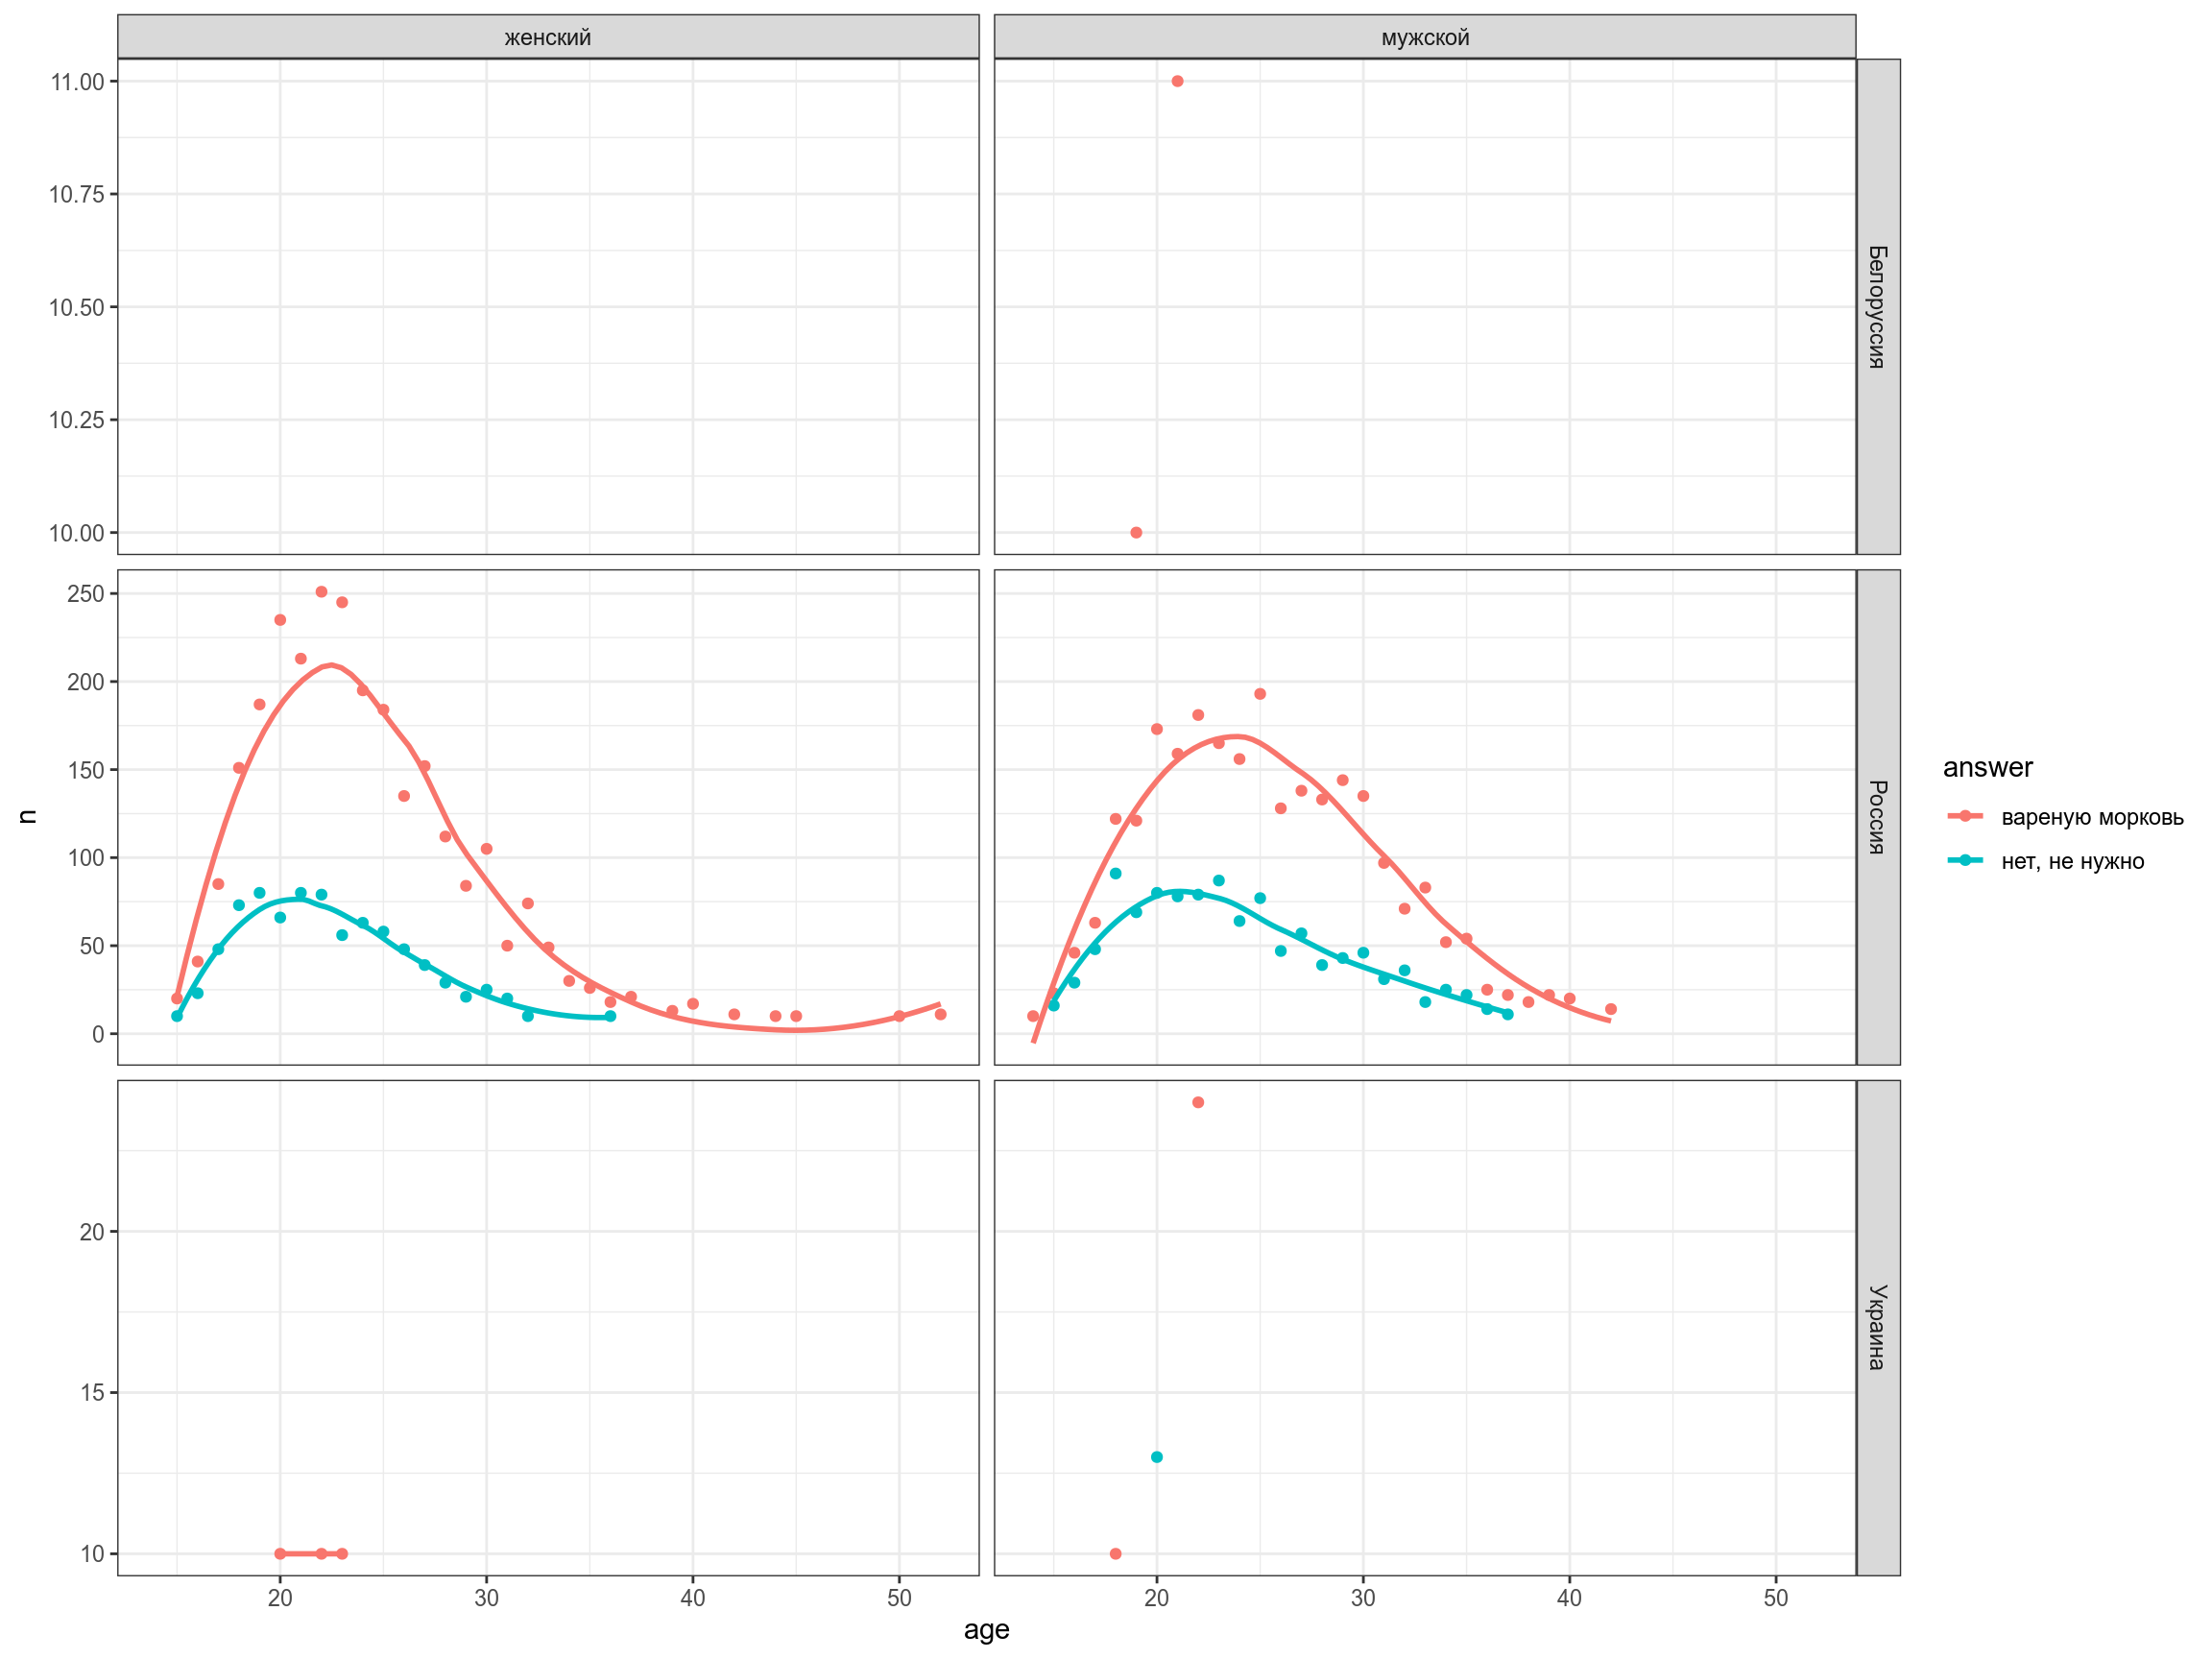 женский
мужской
11.00
10.75
10.50
10.25
10.00
Белоруссия
250
200
150
100
50
0
Россия
20
15
10
Украина
n
20
30
40
50
20
30
40
50
age
answer
вареную морковь
нет, не нужно